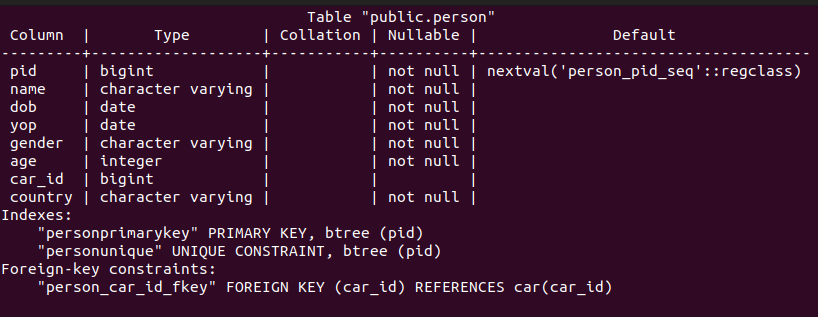 Table "public.person"
 Column  |       Type        | Collation | Nullable |               Default
---------+-------------------+-----------+----------+-------------------------------------
 pid     | bigint            |           | not null | nextval('person_pid_seq'::regclass)
 name    | character varying |           | not null |
 dob     | date              |           | not null |
 yop     | date              |           | not null |
 gender  | character varying |           | not null |
 age     | integer           |           | not null |
 car_id  | bigint            |           |          |
 country | character varying |           | not null |
Indexes:
    "personprimarykey" PRIMARY KEY, btree (pid)
    "personunique" UNIQUE CONSTRAINT, btree (pid)
Foreign-key constraints:
    "person_car_id_fkey" FOREIGN KEY (car_id) REFERENCES car(car_id)